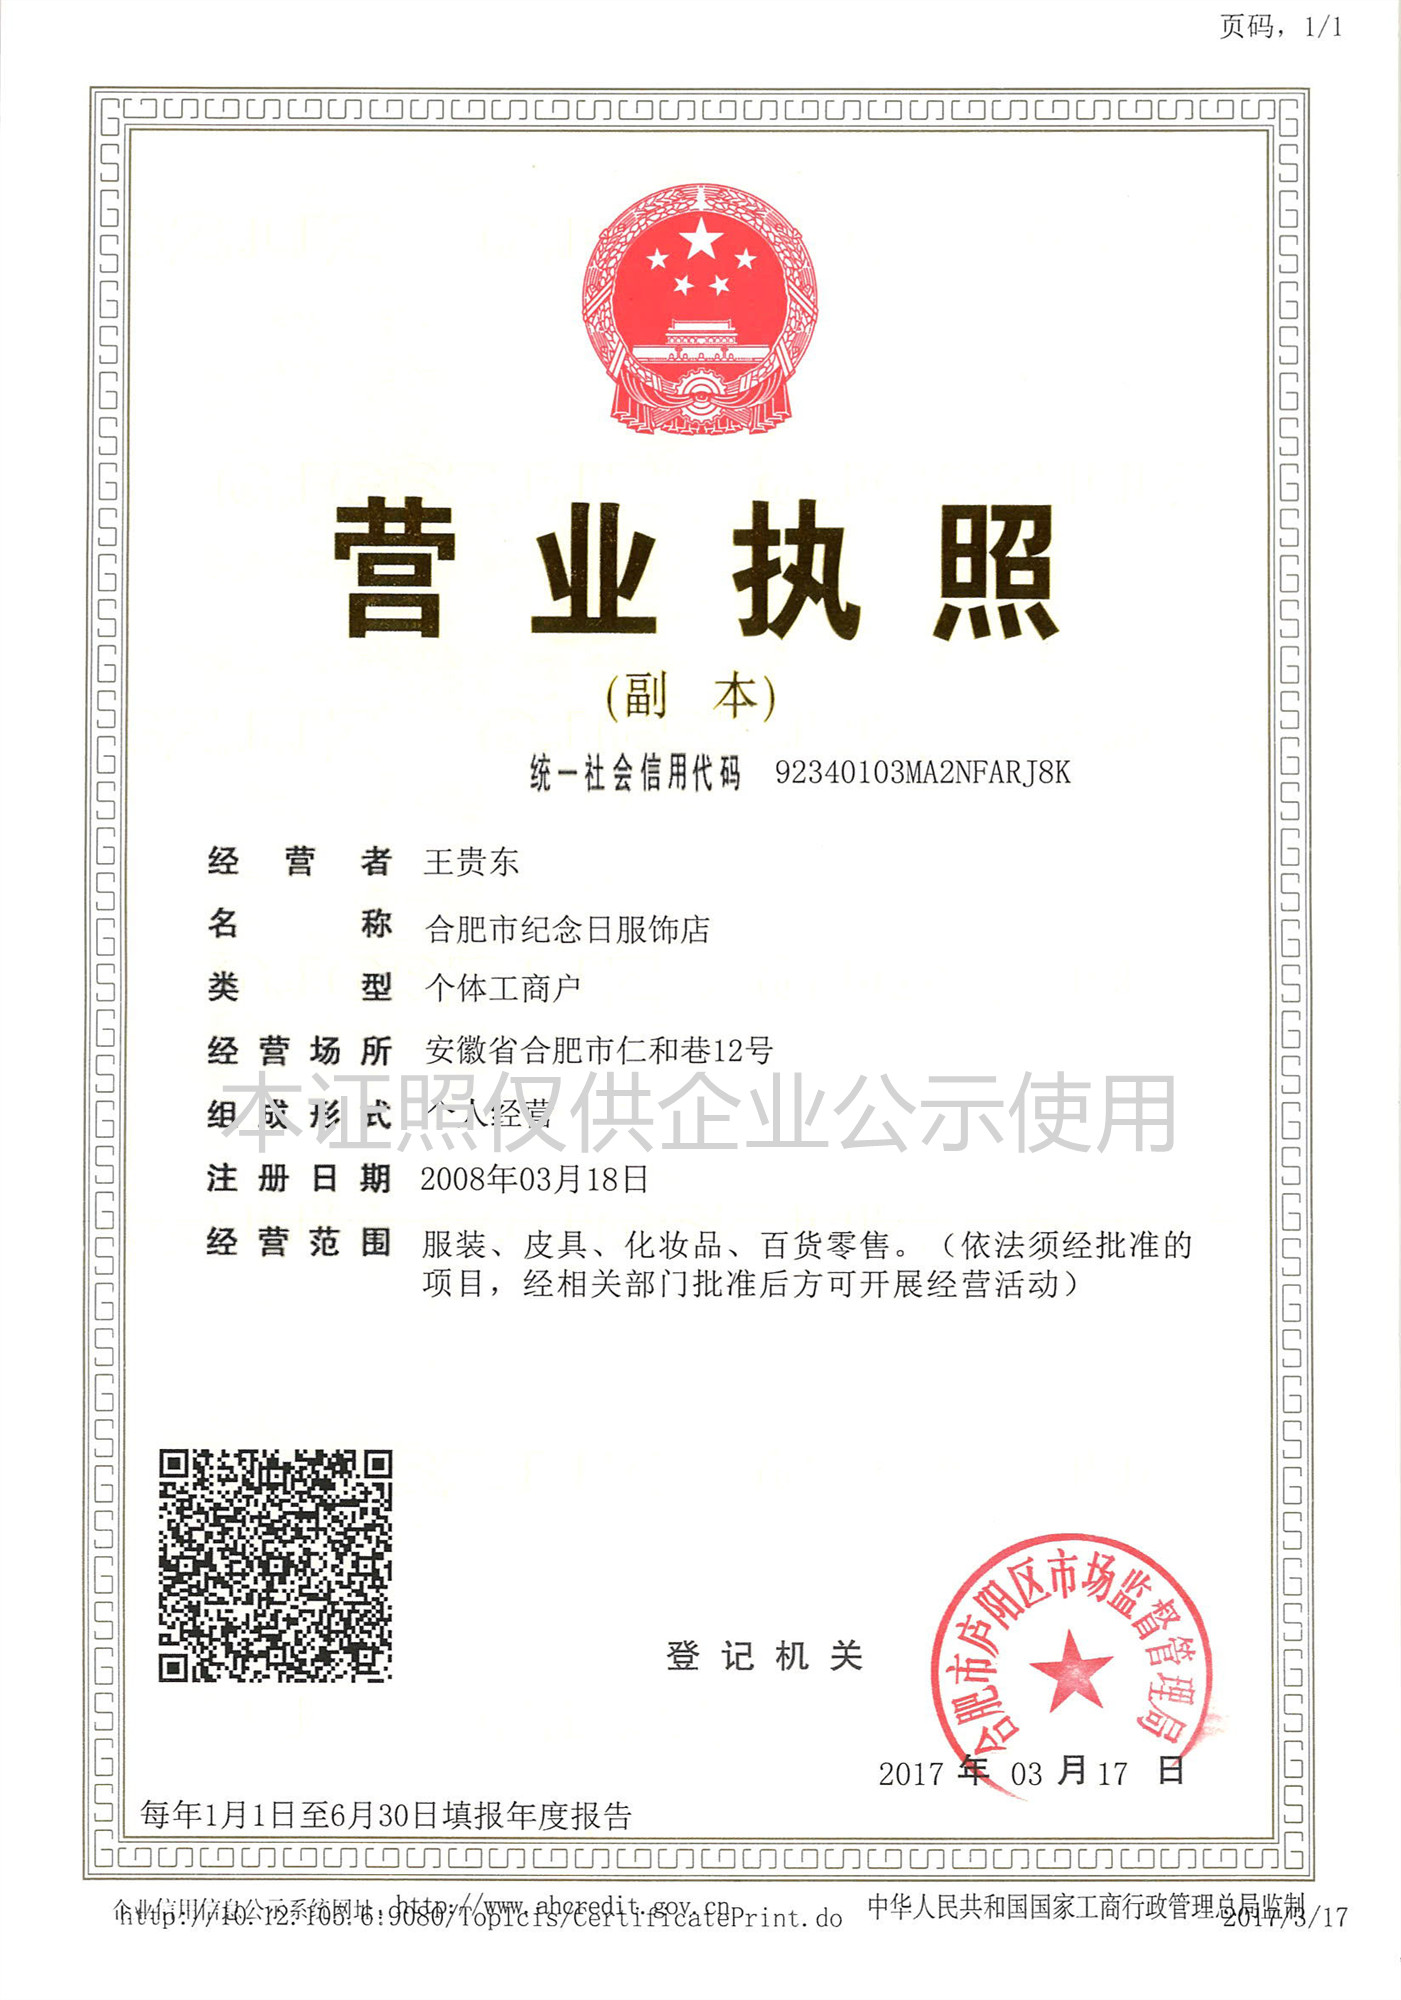 页码，1/1
营业执照
(副 本)
统一社会信用代码 92340103MA2NFARJ8K
经营者 王贵东
名称 合肥市纪念日服饰店
类型 个体工商户
经营场所 安徽省合肥市仁和巷12号
本证照仅供企业公示使用
组成形式 个人经营
注册日期 2008年03月18日
经营范围 服装、皮具、化妆品、百货零售。（依法须经批准的
项目，经相关部门批准后方可开展经营活动）
合肥市庐阳区市场监督管理局
登记机关
2017 年 03 月 17 日
每年1月1日至6月30日填报年度报告
企业信用信息公示系统网址：http://www.ahcredit.gov.cn
中华人民共和国国家工商行政管理总局监制
http://10.12.105.6:9080/TopIcis/CertificatePrint.do
2017/3/17